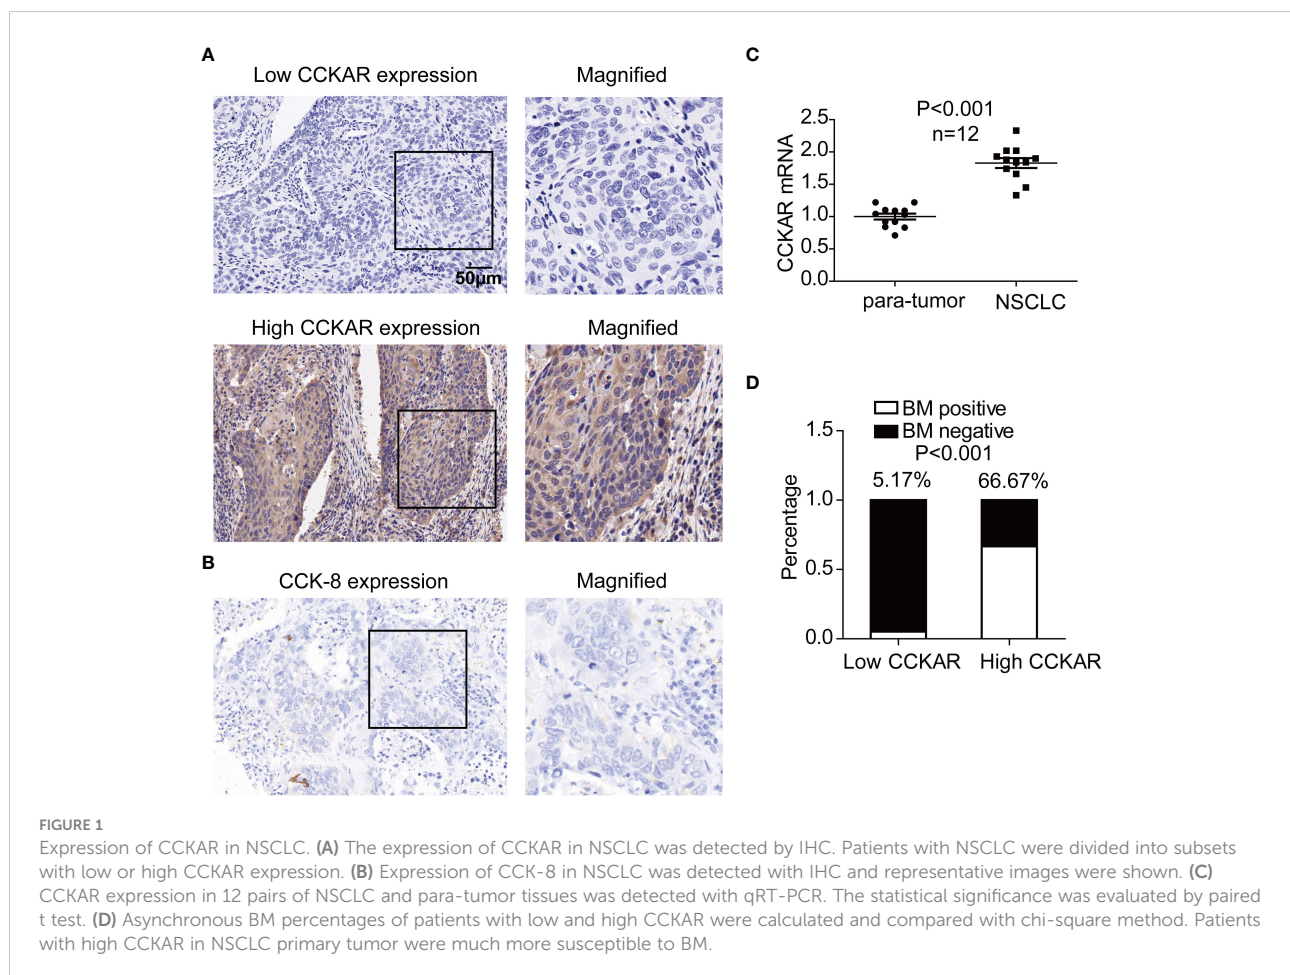 A
Low CCKAR expression
Magnified
50μm
High CCKAR expression
Magnified
B
CCK-8 expression
Magnified
C
P<0.001
n=12
CCKAR mRNA
2.5
2.0
1.5
1.0
0.5
0.0
para-tumor
NSCLC
D
BM positive
BM negative
P<0.001
5.17%
66.67%
Percentage
1.5
1.0
0.5
0.0
Low CCKAR
High CCKAR
FIGURE 1
Expression of CCKAR in NSCLC. (A) The expression of CCKAR in NSCLC was detected by IHC. Patients with NSCLC were divided into subsets
with low or high CCKAR expression. (B) Expression of CCK-8 in NSCLC was detected with IHC and representative images were shown. (C)
CCKAR expression in 12 pairs of NSCLC and para-tumor tissues was detected with qRT-PCR. The statistical significance was evaluated by paired
t test. (D) Asynchronous BM percentages of patients with low and high CCKAR were calculated and compared with chi-square method. Patients
with high CCKAR in NSCLC primary tumor were much more susceptible to BM.